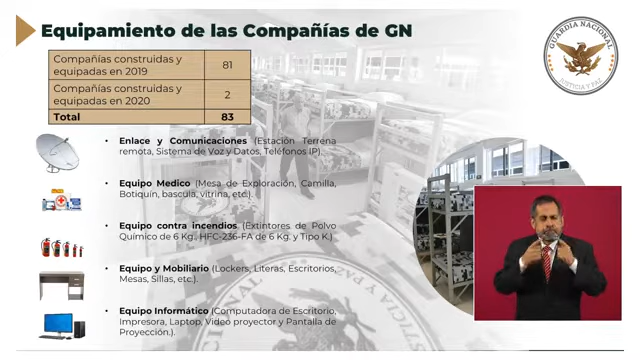 Equipamiento de las Compañías de GN
GUARDIA NACIONAL
JUSTICIA Y PAZ
Compañías construidas y 81
equipadas en 2019
Compañías construidas y 2
equipadas en 2020
Total 83
• Enlace y Comunicaciones (Estación Terrena
remota, Sistema de Voz y Datos, Teléfonos IP).
• Equipo Medico (Mesa de Exploración, Camilla,
Botiquín, bascula, vitrina, etc.).
• Equipo contra incendios (Extintores de Polvo
Químico de 6 Kg., HFC-236-FA de 6 Kg. y Tipo K.)
• Equipo y Mobiliario (Lockers, Literas, Escritorios,
Mesas, Sillas, etc.).
• Equipo Informático (Computadora de Escritorio,
Impresora, Laptop, Video proyector y Pantalla de
Proyección.).
JUSTICIA Y PAZ